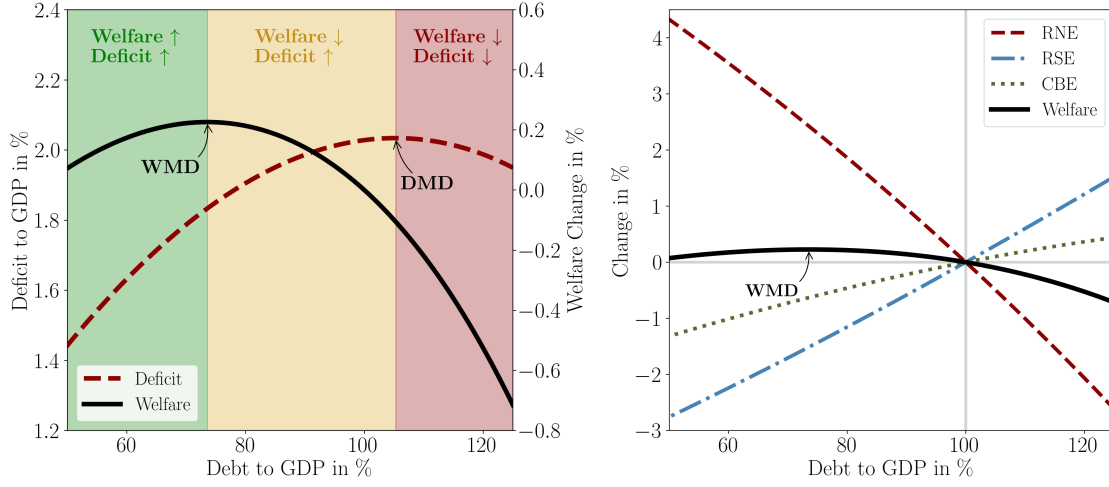 2.4
2.2
2.0
1.8
1.6
1.4
1.2
Deficit to GDP in %
Welfare ↑
Deficit ↑
Welfare ↓
Deficit ↑
Welfare ↓
Deficit ↓
WMD
DMD
Deficit
Welfare
60
80
100
120
Debt to GDP in %
0.6
0.4
0.2
0.0
−0.2
−0.4
−0.6
−0.8
Welfare Change in %
4
3
2
1
0
−1
−2
−3
Change in %
RNE
RSE
CBE
Welfare
WMD
60
80
100
120
Debt to GDP in %